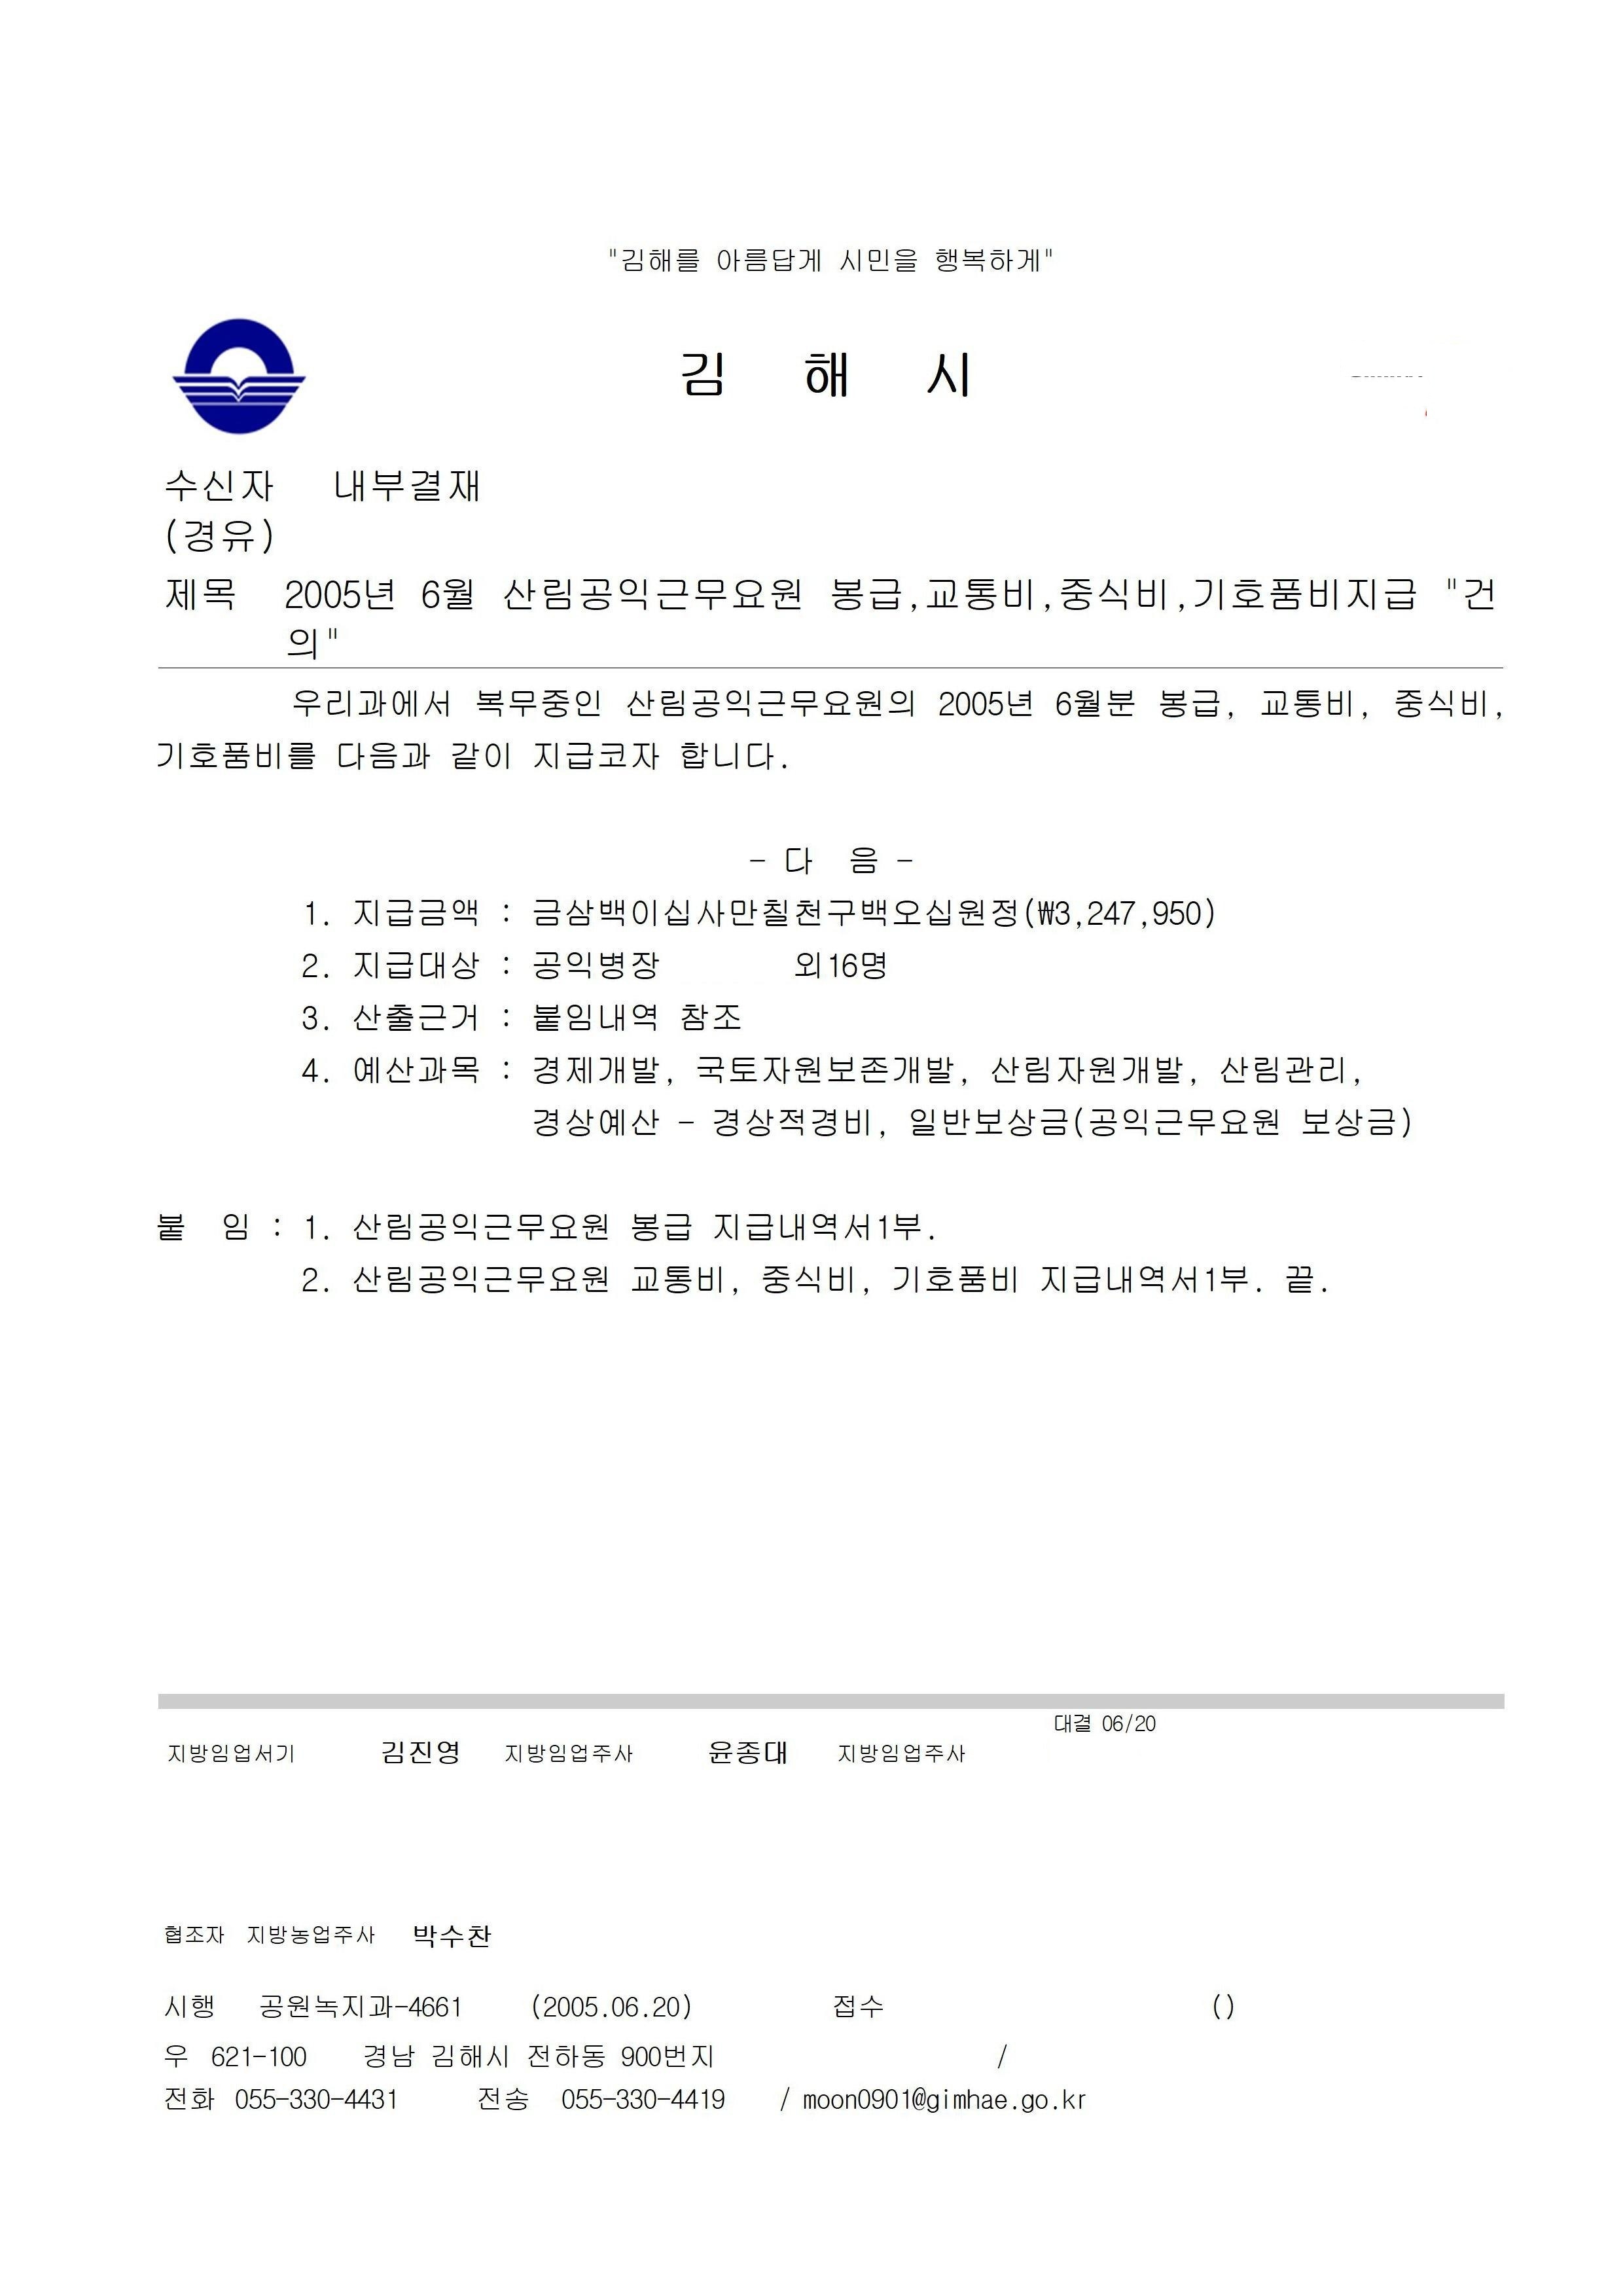 "김해를 아름답게 시민을 행복하게"
김 해 시
수신자 내부결재
(경유)
제목 2005년 6월 산림공익근무요원 봉급,교통비,중식비,기호품비지급 "건
의"
우리과에서 복무중인 산림공익근무요원의 2005년 6월분 봉급, 교통비, 중식비,
기호품비를 다음과 같이 지급코자 합니다.
- 다 음 -
1. 지급금액 : 금삼백이십사만칠천구백오십원정(₩3,247,950)
2. 지급대상 : 공익병장 외16명
3. 산출근거 : 붙임내역 참조
4. 예산과목 : 경제개발, 국토자원보존개발, 산림자원개발, 산림관리,
경상예산 - 경상적경비, 일반보상금(공익근무요원 보상금)
붙 임 : 1. 산림공익근무요원 봉급 지급내역서1부.
2. 산림공익근무요원 교통비, 중식비, 기호품비 지급내역서1부. 끝.
대결 06/20
지방임업서기 김진영 지방임업주사 윤종대 지방임업주사
협조자 지방농업주사 박수찬
시행 공원녹지과-4661 (2005.06.20) 접수 ()
우 621-100 경남 김해시 전하동 900번지 /
전화 055-330-4431 전송 055-330-4419 / moon0901@gimhae.go.kr